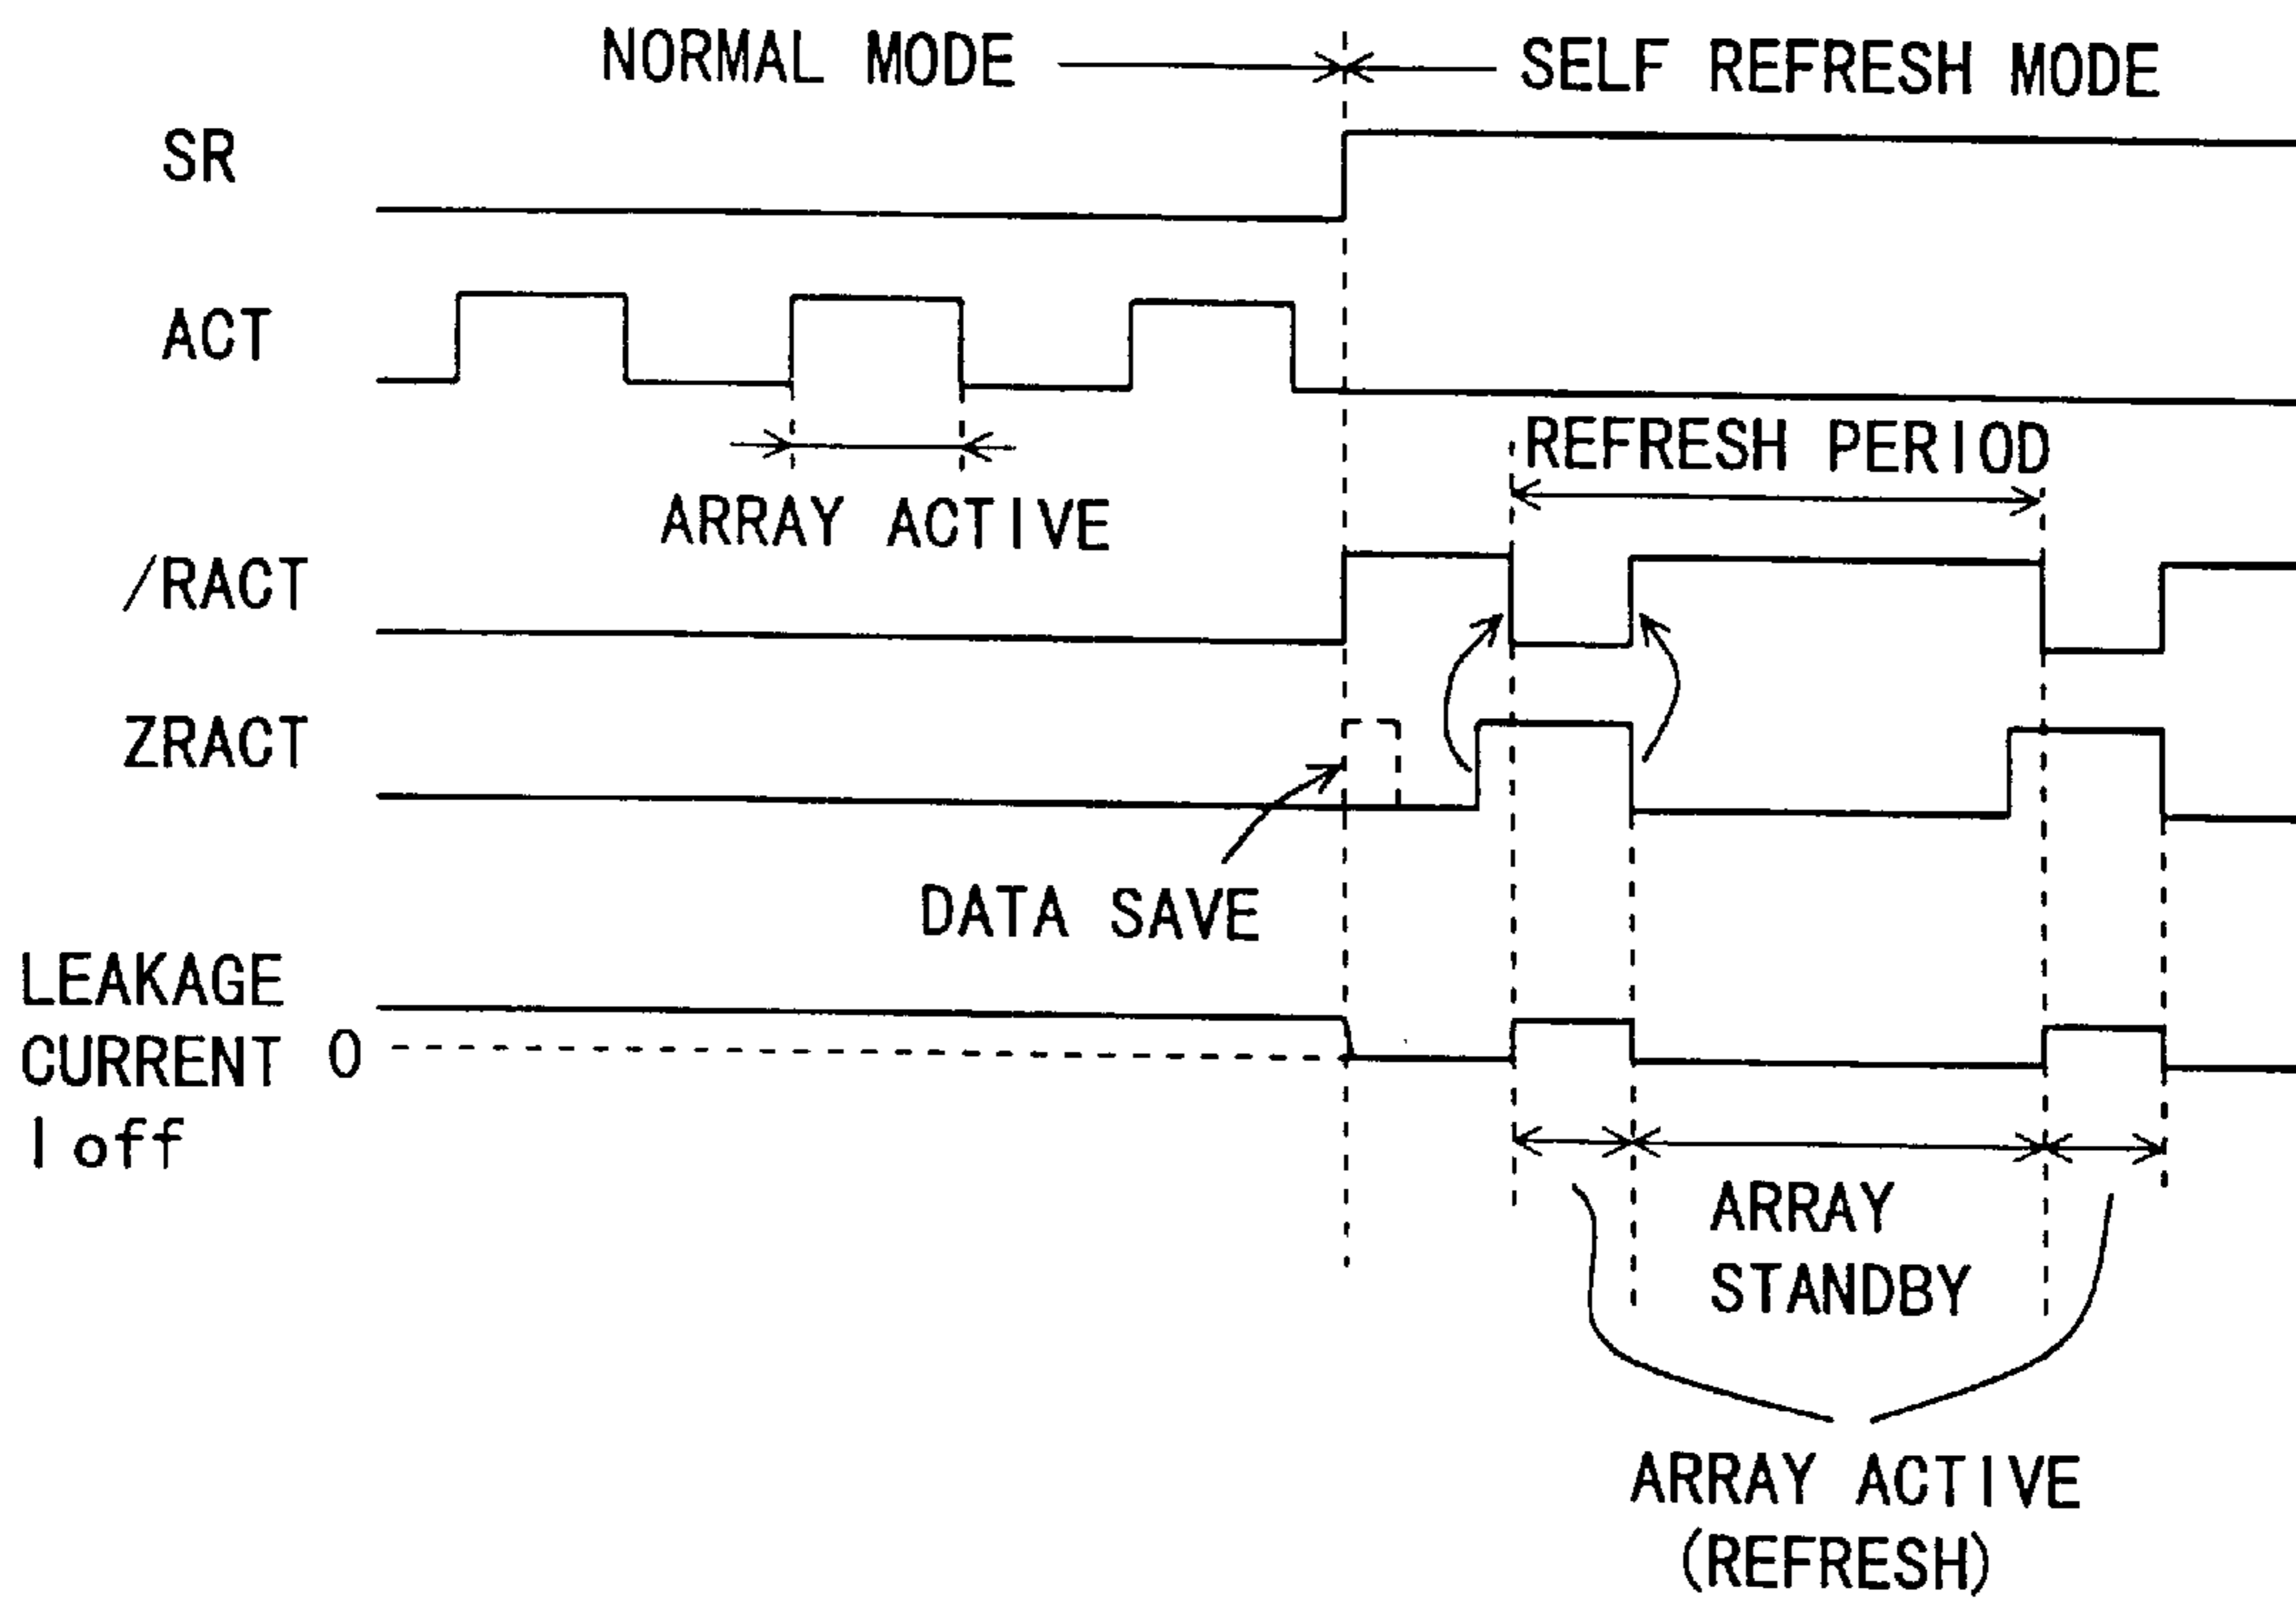 NORMAL MODE
SELF REFRESH MODE
SR
ACT
REFRESH PERIOD
ARRAY ACTIVE
/RACT
ZRACT
DATA SAVE
LEAKAGE
CURRENT 0
I off
ARRAY
STANDBY
ARRAY ACTIVE
(REFRESH)